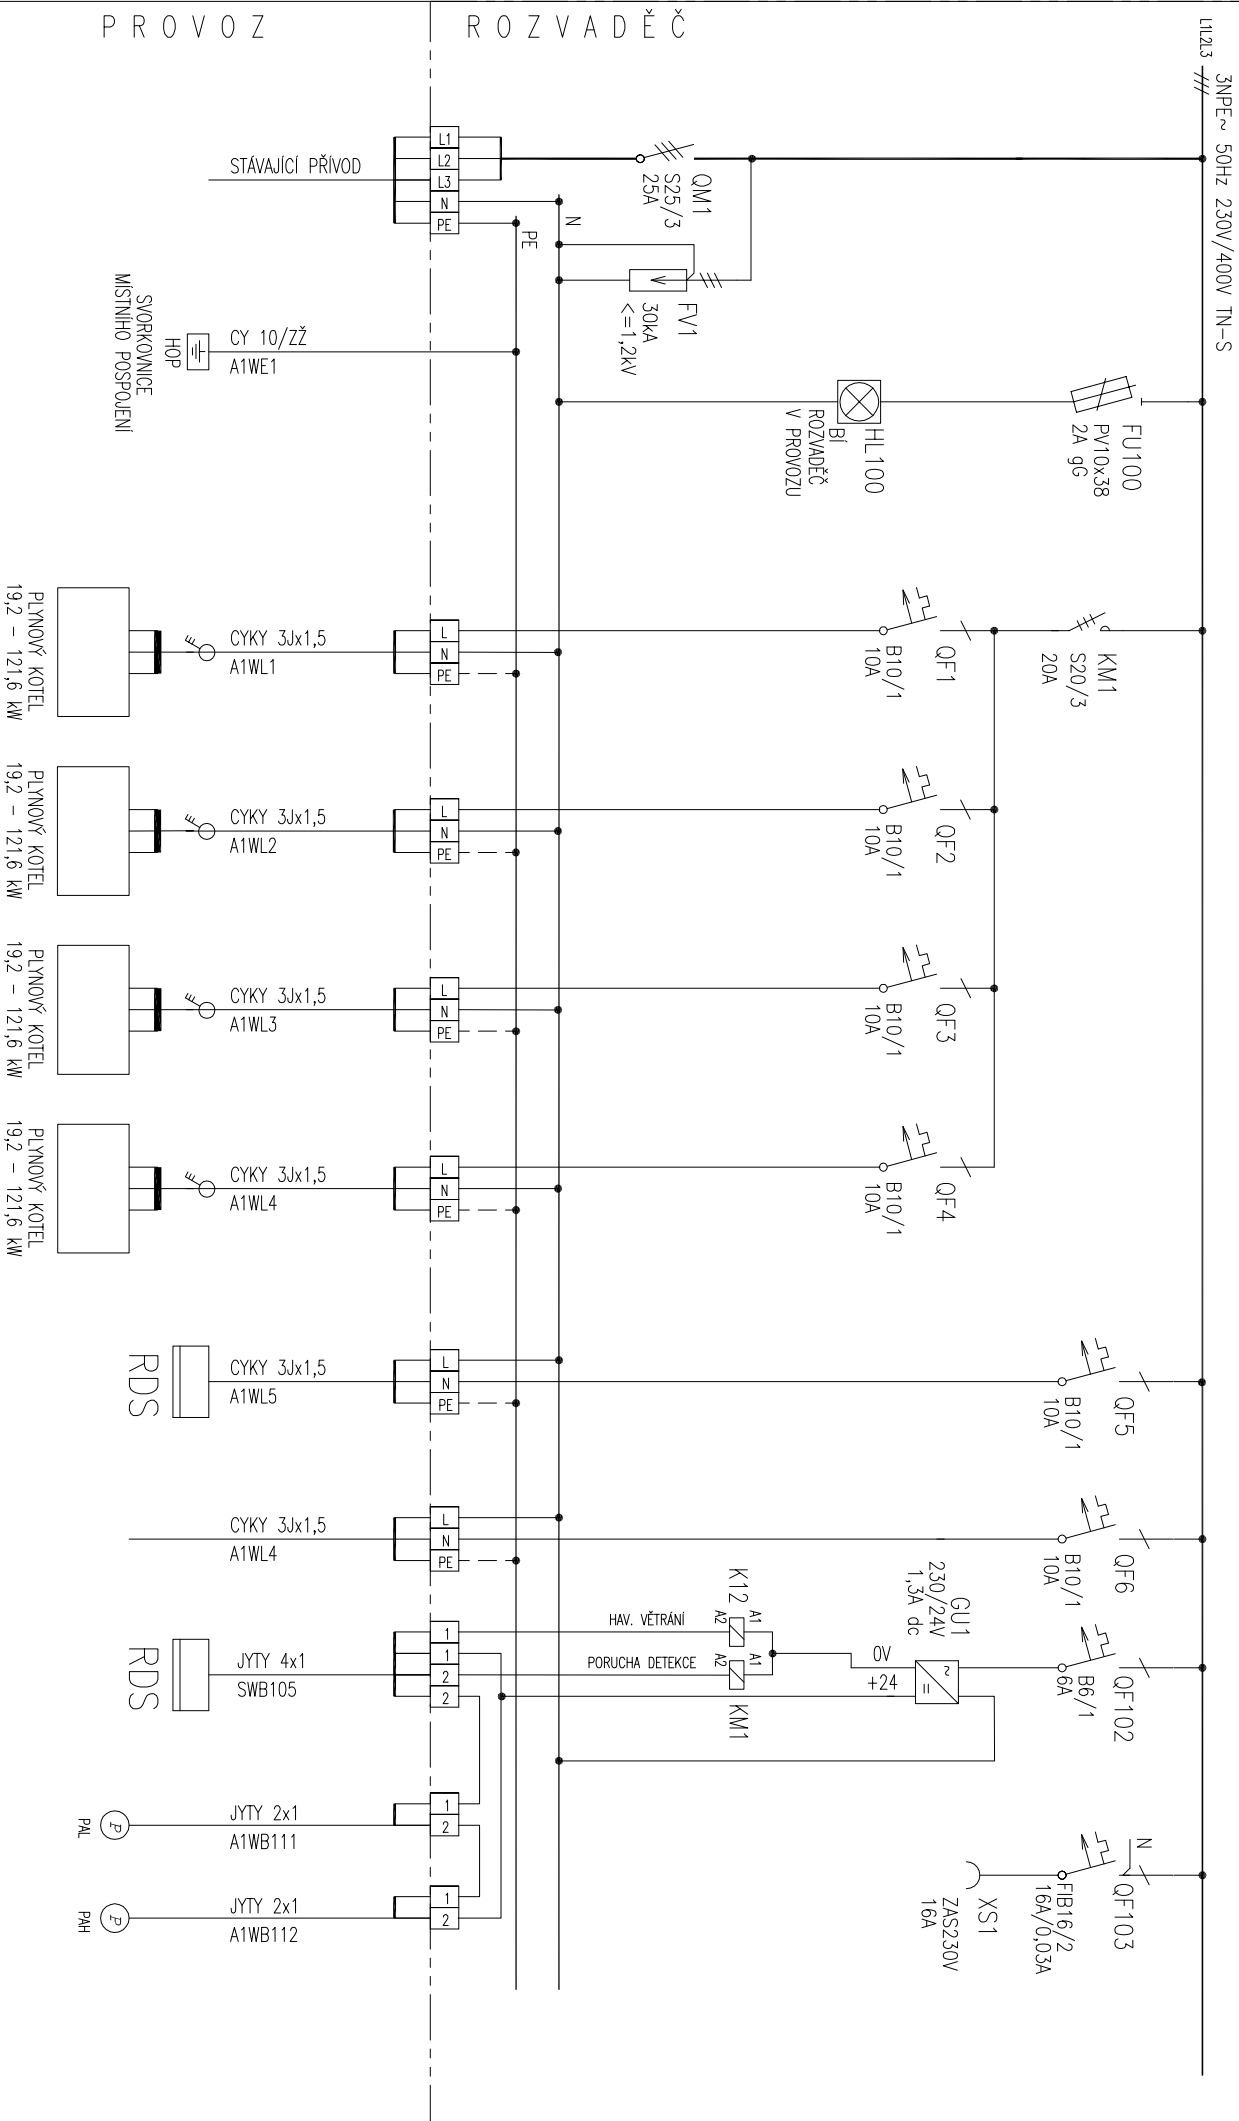 PROVOZ
ROZVADĚČ
L1L2L3
3NPE~ 50Hz 230V/400V TN-S
STÁVAJÍCÍ PŘÍVOD
L1
L2
L3
N
PE
N
PE
QM1
S25/3
25A
FV1
30kA
<=1,2kV
SVORKOVNICE
MÍSTNÍHO POSPOJENÍ
HOP
CY 10/ZŽ
A1WE1
HL100
BÍ
ROZVADĚČ
V PROVOZU
FU100
PV10x38
2A gG
PLYNOVÝ KOTEL
19,2 - 121,6 kW
CYKY 3Jx1,5
A1WL1
L
N
PE
QF1
B10/1
10A
KM1
S20/3
20A
PLYNOVÝ KOTEL
19,2 - 121,6 kW
CYKY 3Jx1,5
A1WL2
L
N
PE
QF2
B10/1
10A
PLYNOVÝ KOTEL
19,2 - 121,6 kW
CYKY 3Jx1,5
A1WL3
L
N
PE
QF3
B10/1
10A
PLYNOVÝ KOTEL
19,2 - 121,6 kW
CYKY 3Jx1,5
A1WL4
L
N
PE
QF4
B10/1
10A
RDS
CYKY 3Jx1,5
A1WL5
L
N
PE
QF5
B10/1
10A
CYKY 3Jx1,5
A1WL4
L
N
PE
QF6
B10/1
10A
RDS
JYTY 4x1
SWB105
1
1
2
2
HAV. VĚTRÁNÍ
PORUCHA DETEKCE
K12
A1
A2
A1
A2
KM1
0V
+24
GU1
230/24V
1,3A dc
~
=
QF102
B6/1
6A
PAL
P
JYTY 2x1
A1WB111
1
2
PAH
P
JYTY 2x1
A1WB112
1
2
XS1
ZAS230V
16A
N
QF103
FIB16/2
16A/0,03A